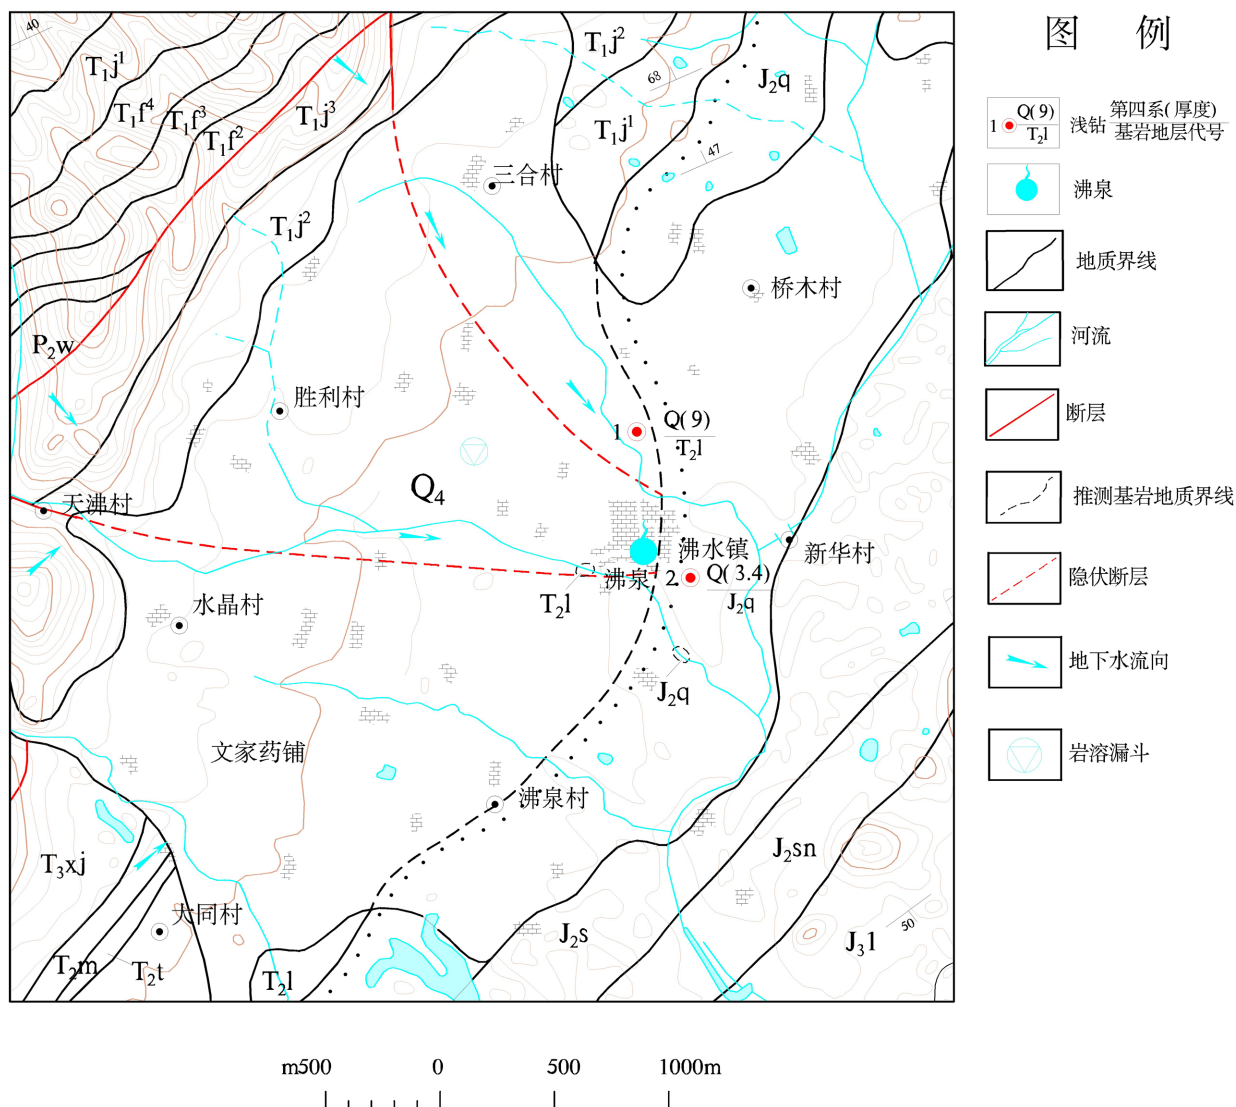 40
T₁j¹
T₁f⁴
T₁f³
T₁f²
T₁j³
T₁j²
T₁j²
68
J₂q
T₁j¹
47
三合村
桥木村
P₂w
胜利村
1
Q(9)
T₂l
Q₄
天沸村
沸水镇
新华村
沸泉
2
Q(3.4)
J₂q
T₂l
水晶村
J₂q
文家药铺
沸泉村
T₃xj
J₂sn
大同村
J₂s
J₃l
50
T₂m
T₂t
T₂l
图 例
1
Q(9)
T₂l
浅钻
第四系(厚度)
基岩地层代号
沸泉
地质界线
河流
断层
推测基岩地质界线
隐伏断层
地下水流向
岩溶漏斗
m500 0 500 1000m